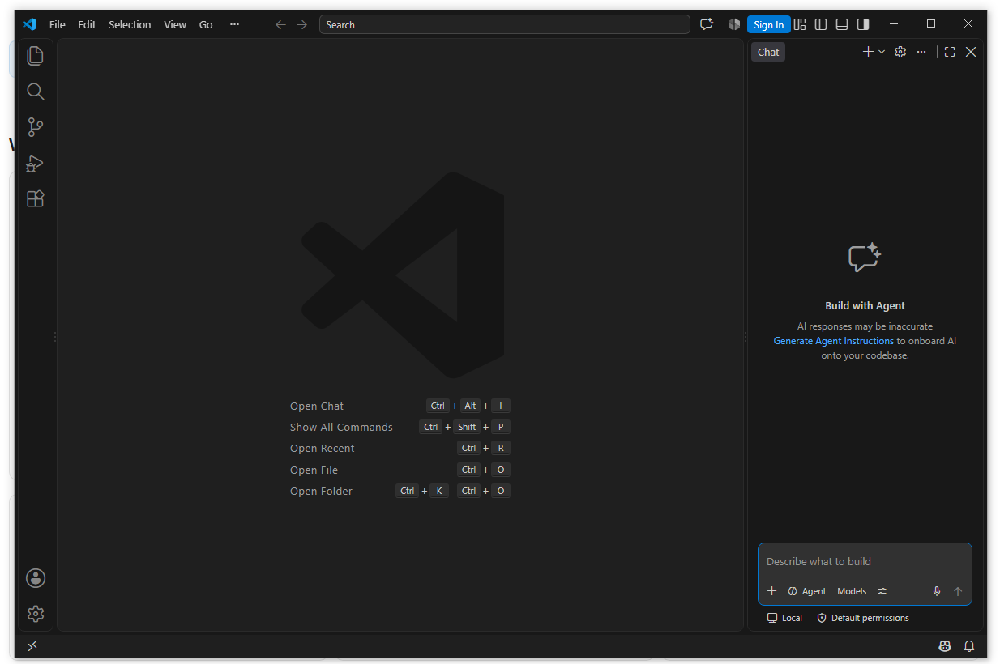 File Edit Selection View Go ··· Search Sign In
Chat
Build with Agent
AI responses may be inaccurate
Generate Agent Instructions to onboard AI
onto your codebase.
Open Chat Ctrl + Alt + I
Show All Commands Ctrl + Shift + P
Open Recent Ctrl + R
Open File Ctrl + O
Open Folder Ctrl + K Ctrl + O
Describe what to build
Agent Models
Local Default permissions